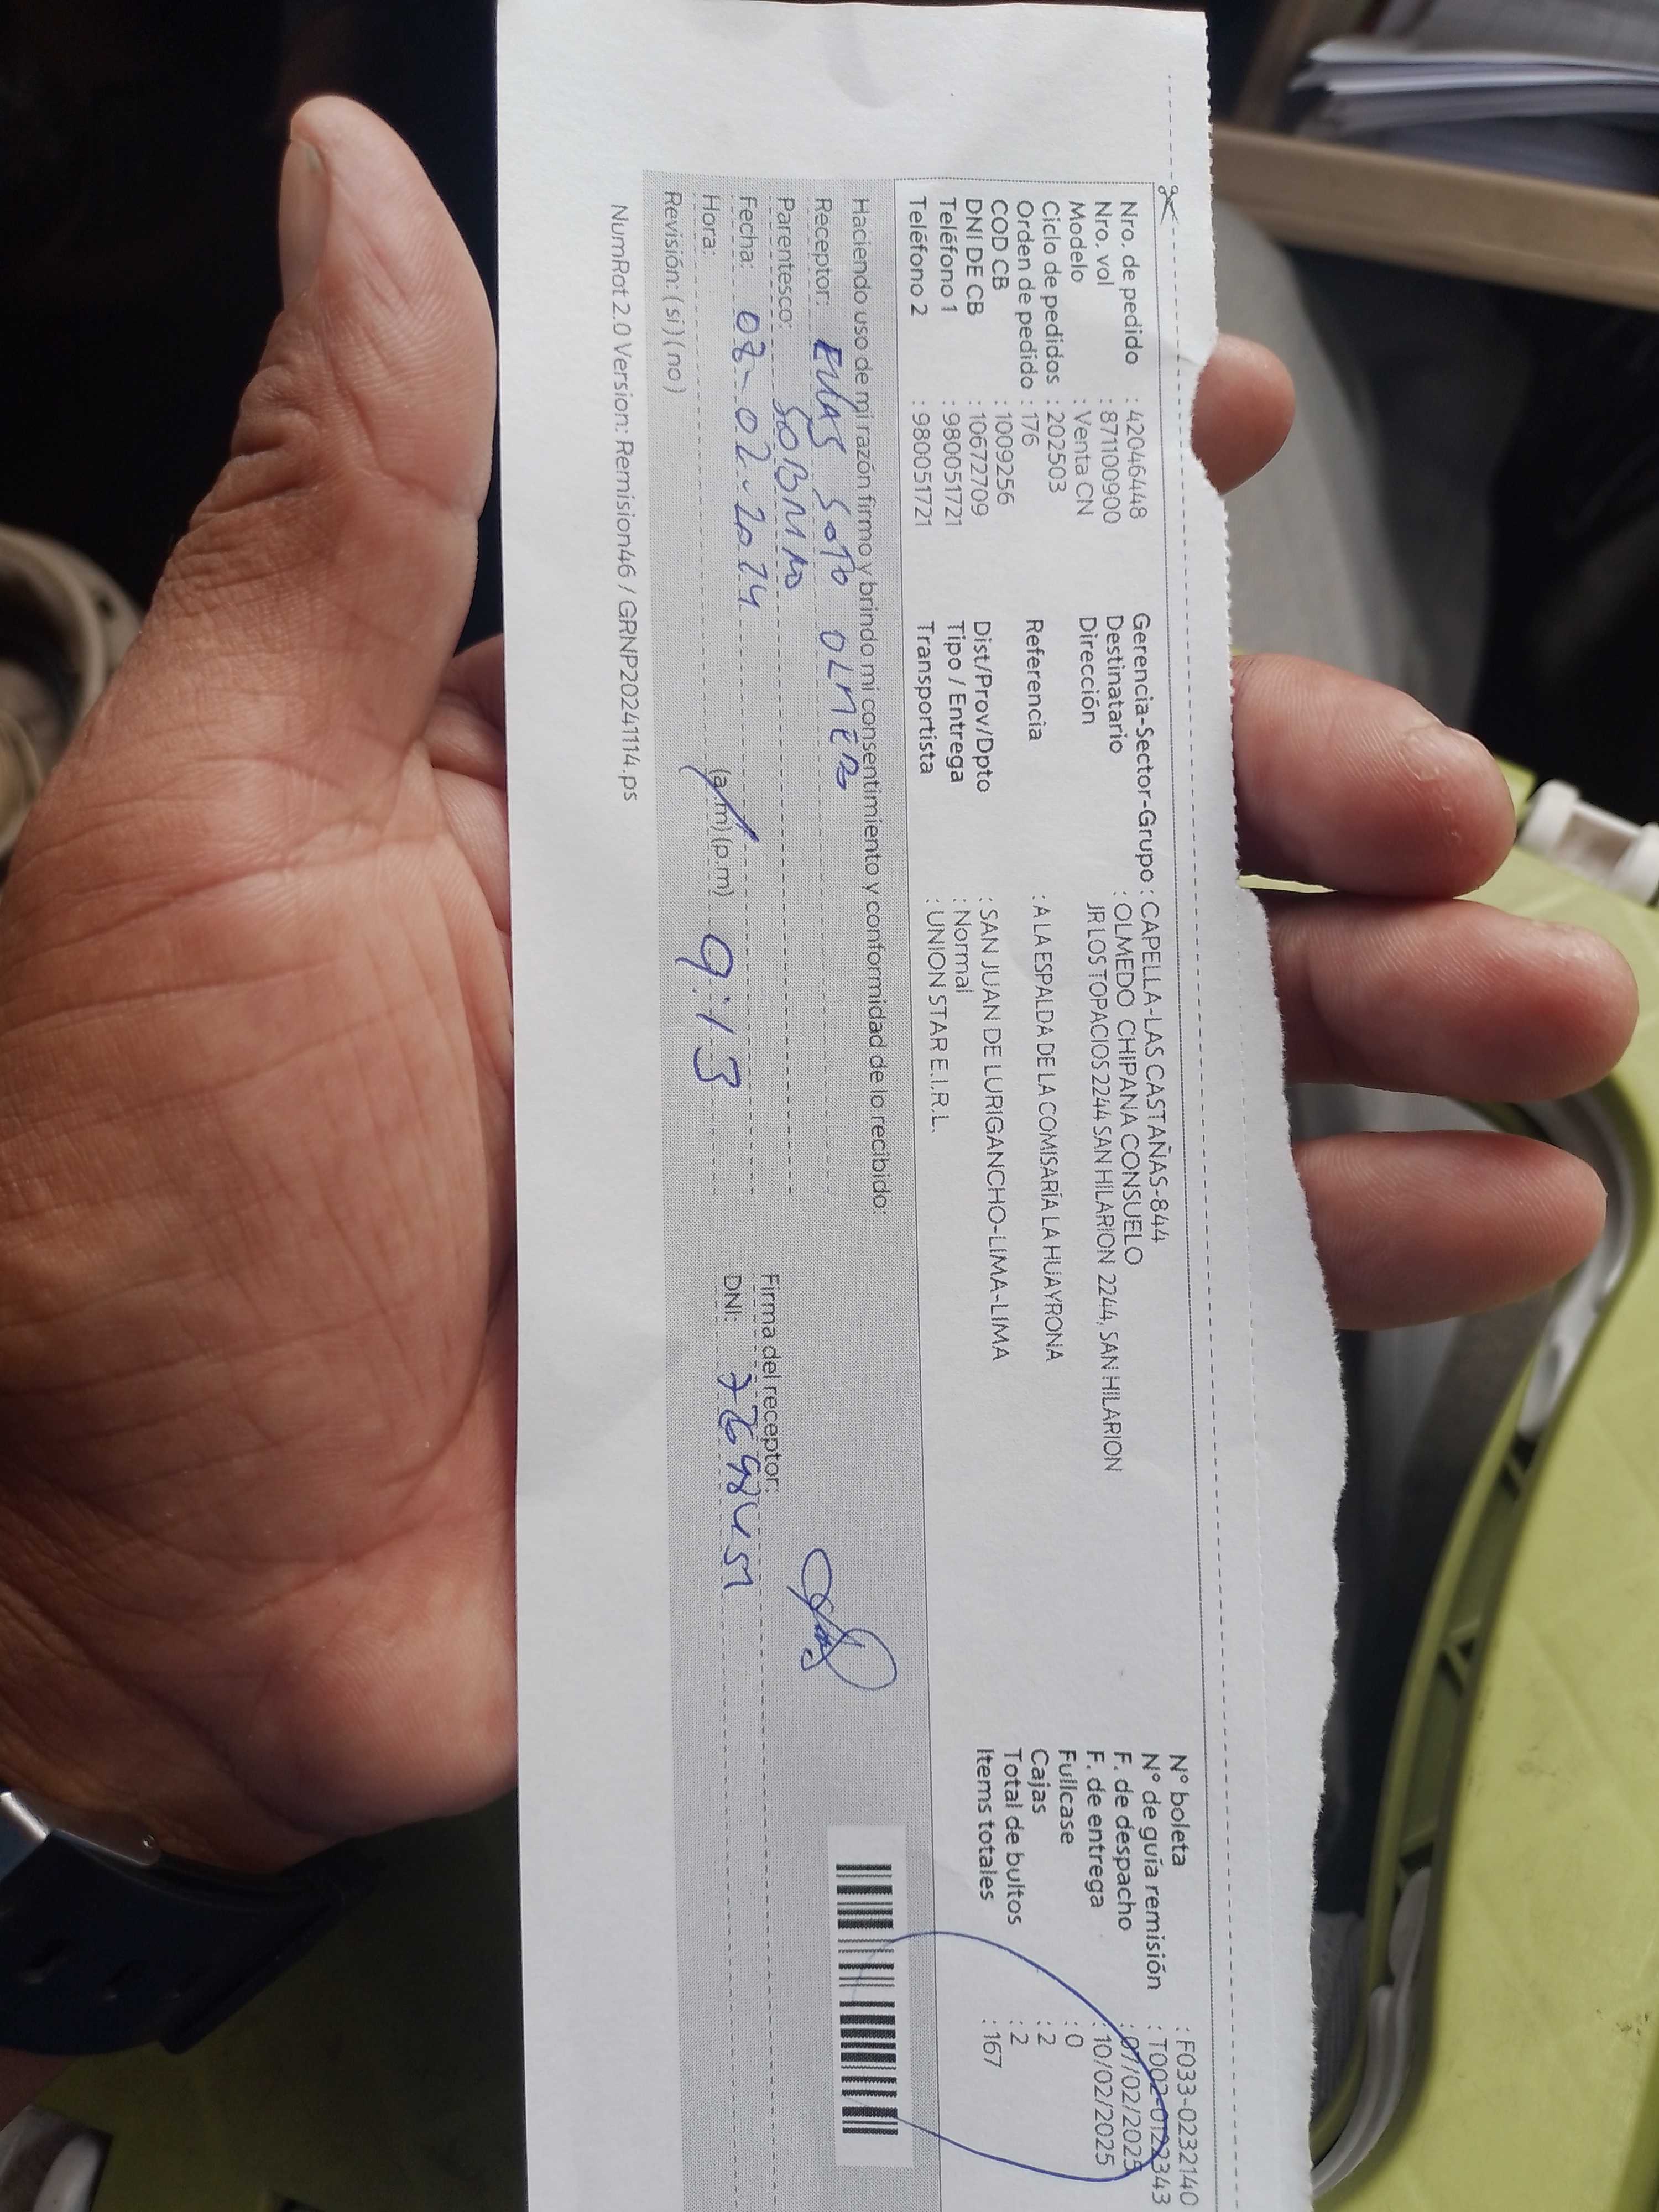 Nro. de pedido : 42046448
Nro. vol : 871100900
Modelo : Venta CN
Ciclo de pedidos : 202503
Orden de pedido : 176
COD CB : 1009256
DNI DE CB : 10672709
Teléfono 1 : 980051721
Teléfono 2 : 980051721
Gerencia-Sector-Grupo : CAPELLA-LAS CASTAÑAS-844
Destinatario : OLMEDO CHIPANA CONSUELO
Dirección JR LOS TOPACIOS 2244 SAN HILARION 2244, SAN HILARION
Referencia : A LA ESPALDA DE LA COMISARÍA LA HUAYRONA
Dist/Prov/Dpto : SAN JUAN DE LURIGANCHO-LIMA-LIMA
Tipo / Entrega : Normal
Transportista : UNION STAR E.I.R.L.
N° boleta : F033-0232140
N° de guía remisión : T002-0122343
F. de despacho : 07/02/2025
F. de entrega : 10/02/2025
Fullcase : 0
Cajas : 2
Total de bultos : 2
Items totales : 167
Haciendo uso de mi razón firmo y brindo mi consentimiento y conformidad de lo recibido:
Receptor: ELIAS SOTO
Parentesco: SOBRINO
Fecha: 08-02-2024
Hora: (a.m) (p.m) 9:13
Revisión: ( si ) ( no )
Firma del receptor:
DNI:
NumRot 2.0 Version: Remision46 / GRNP20241114.ps